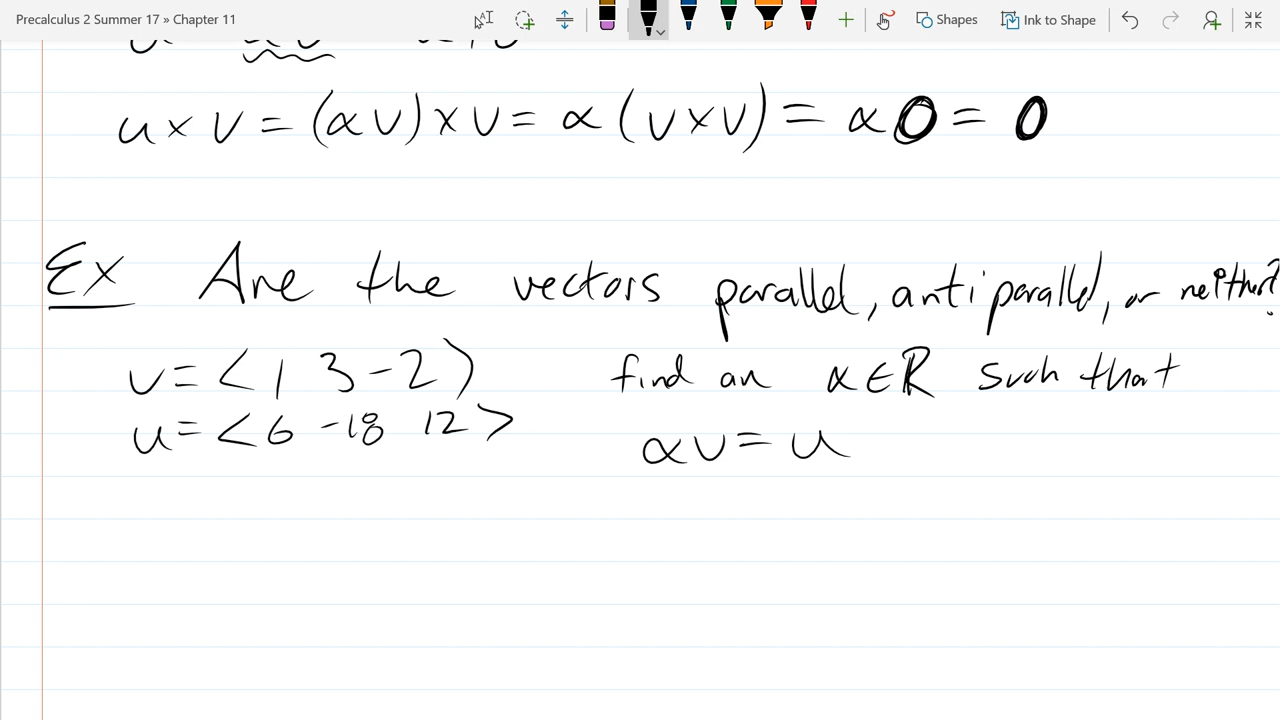 Precalculus 2 Summer 17 » Chapter 11
Shapes
Ink to Shape
u × v = (αv) × v = α(v × v) = α0 = 0
Ex Are the vectors parallel, antiparallel, or neither?
v = < 1 3 -2 > find an α ∈ R such that
u = < 6 -18 12 >
αv = u